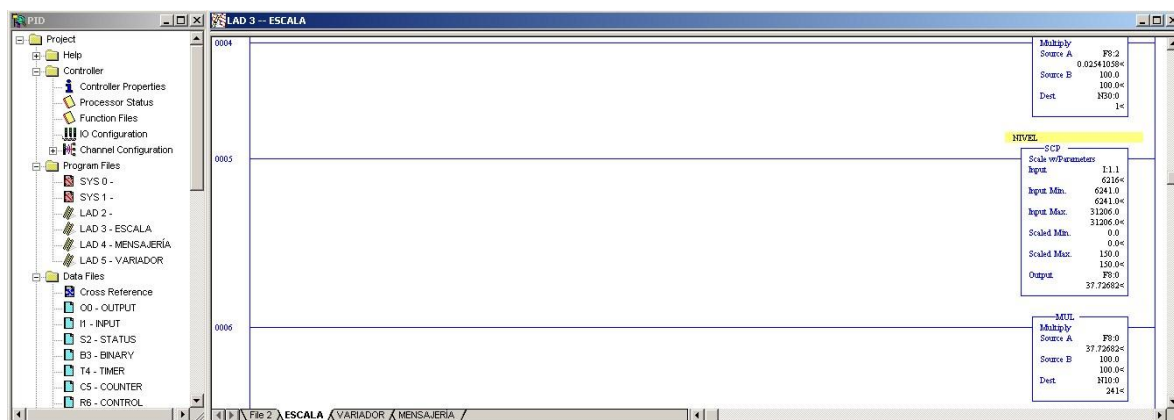 PID
Project
Help
Controller
Controller Properties
Processor Status
Function Files
IO Configuration
Channel Configuration
Program Files
SYS 0 -
SYS 1 -
LAD 2 -
LAD 3 - ESCALA
LAD 4 - MENSAJERÍA
LAD 5 - VARIADOR
Data Files
Cross Reference
O0 - OUTPUT
I1 - INPUT
S2 - STATUS
B3 - BINARY
T4 - TIMER
C5 - COUNTER
R6 - CONTROL
LAD 3 -- ESCALA
0004
Multiply
Source A F8:2
0.02541058<
Source B 100.0
100.0<
Dest N30:0
1<
NIVEL
0005
SCP
Scale w/Parameters
Input I:1.1
6216<
Input Min. 6241.0
6241.0<
Input Max. 31206.0
31206.0<
Scaled Min. 0.0
0.0<
Scaled Max. 150.0
150.0<
Output F8:0
37.72682<
0006
MUL
Multiply
Source A F8:0
37.72682<
Source B 100.0
100.0<
Dest N10:0
241<
File 2 ESCALA VARIADOR MENSAJERÍA